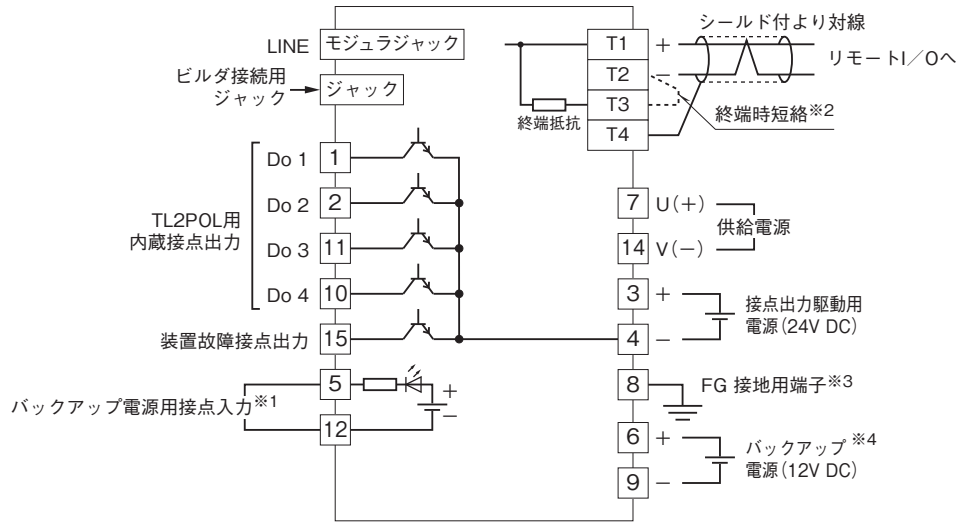 LINE
モジュラジャック
ビルダ接続用
ジャック
ジャック
TL2POL用
内蔵接点出力
Do 1
1
Do 2
2
Do 3
11
Do 4
10
装置故障接点出力
15
バックアップ電源用接点入力※1
5
12
+
−
終端抵抗
T1
T2
T3
T4
+
−
シールド付より対線
リモートI/Oへ
終端時短絡※2
7
U(+)
14
V(−)
供給電源
3
+
4
−
接点出力駆動用
電源(24V DC)
8
FG 接地用端子※3
6
+
9
−
バックアップ※4
電源(12V DC)